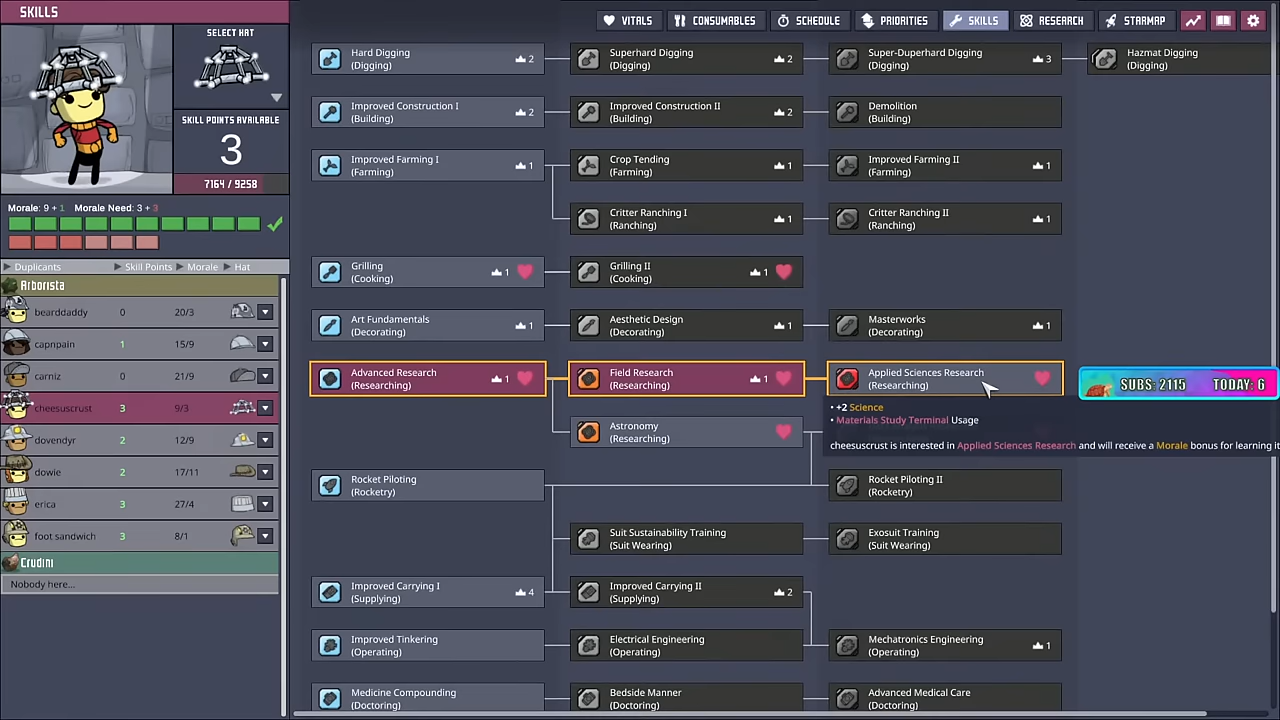 SKILLS
VITALS
CONSUMABLES
SCHEDULE
PRIORITIES
SKILLS
RESEARCH
STARMAP
SELECT HAT
SKILL POINTS AVAILABLE
3
7164 / 9258
Morale: 9 + 1 Morale Need: 3 + 3
Duplicants Skill Points Morale Hat
Arborista
bearddaddy 0 20/3
capnpain 1 15/9
carniz 0 21/9
cheesuscrust 3 9/3
dovendyr 2 12/9
dowie 2 17/11
erica 3 27/4
foot sandwich 3 8/1
Crudini
Nobody here...
Hard Digging
(Digging)
2
Superhard Digging
(Digging)
2
Super-Duperhard Digging
(Digging)
3
Hazmat Digging
(Digging)
Improved Construction I
(Building)
2
Improved Construction II
(Building)
2
Demolition
(Building)
Improved Farming I
(Farming)
1
Crop Tending
(Farming)
1
Improved Farming II
(Farming)
1
Critter Ranching I
(Ranching)
1
Critter Ranching II
(Ranching)
1
Grilling
(Cooking)
1
Grilling II
(Cooking)
1
Art Fundamentals
(Decorating)
1
Aesthetic Design
(Decorating)
1
Masterworks
(Decorating)
1
Advanced Research
(Researching)
1
Field Research
(Researching)
1
Applied Sciences Research
(Researching)
SUBS: 2115 TODAY: 6
• +2 Science
• Materials Study Terminal Usage
cheesuscrust is interested in Applied Sciences Research and will receive a Morale bonus for learning it
Astronomy
(Researching)
Rocket Piloting
(Rocketry)
Rocket Piloting II
(Rocketry)
Suit Sustainability Training
(Suit Wearing)
Exosuit Training
(Suit Wearing)
Improved Carrying I
(Supplying)
4
Improved Carrying II
(Supplying)
2
Improved Tinkering
(Operating)
Electrical Engineering
(Operating)
Mechatronics Engineering
(Operating)
1
Medicine Compounding
(Doctoring)
Bedside Manner
(Doctoring)
Advanced Medical Care
(Doctoring)